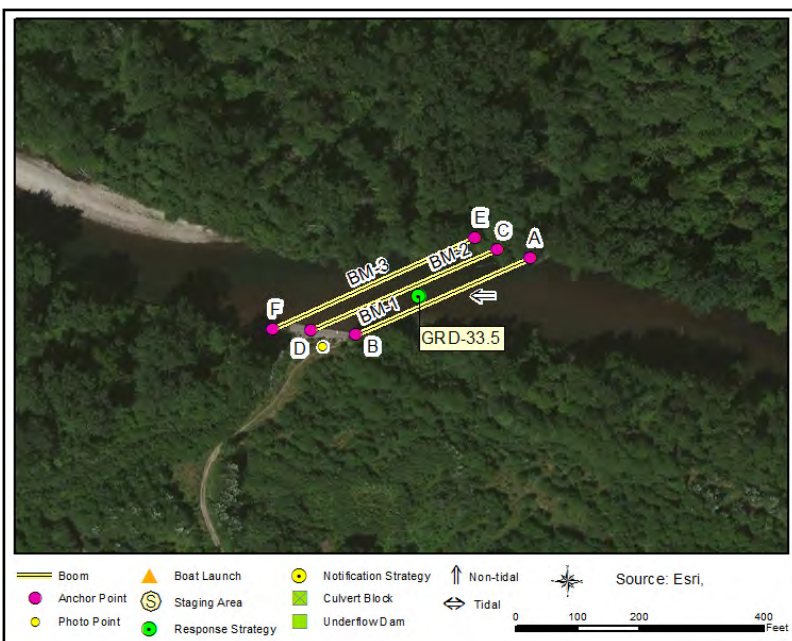 E
C
A
BM-3
BM-2
BM-1
F
D
B
GRD-33.5
Boom
Anchor Point
Photo Point
Boat Launch
S Staging Area
Response Strategy
Notification Strategy
Culvert Block
Underflow Dam
Non-tidal
Tidal
Source: Esri,
0 100 200 400
Feet